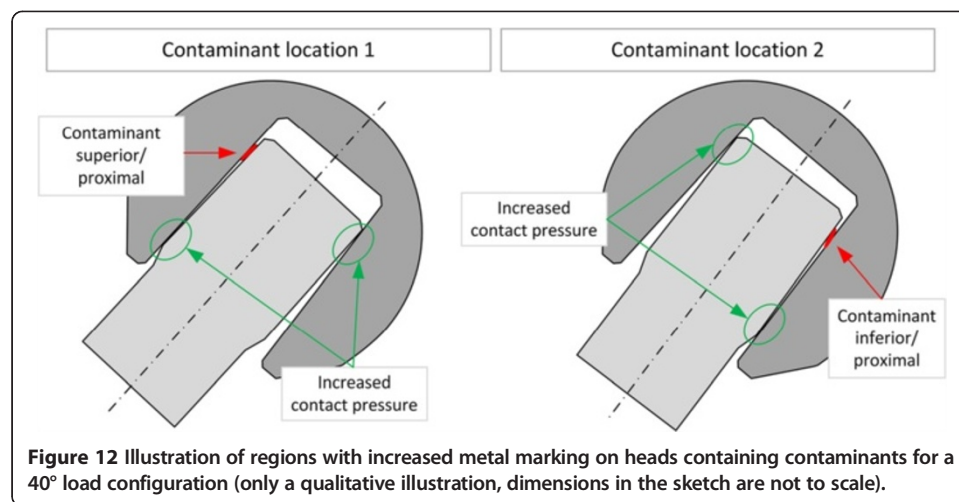 Contaminant location 1
Contaminant
superior/
proximal
Increased
contact pressure
Contaminant location 2
Increased
contact pressure
Contaminant
inferior/
proximal
Figure 12 Illustration of regions with increased metal marking on heads containing contaminants for a
40° load configuration (only a qualitative illustration, dimensions in the sketch are not to scale).